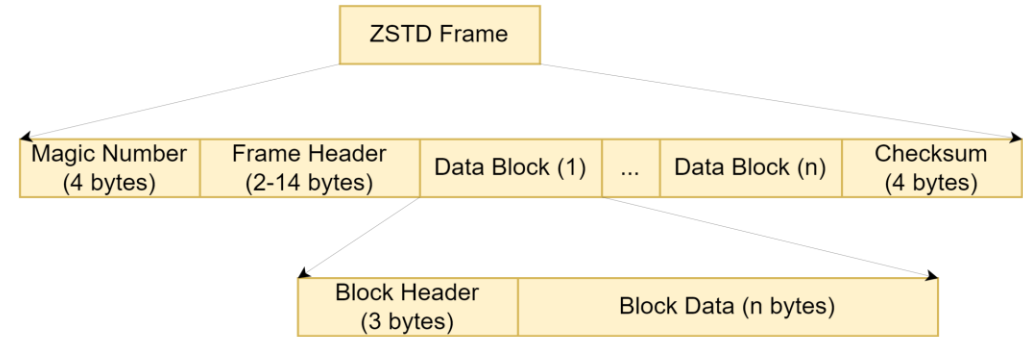 ZSTD Frame
Magic Number
(4 bytes)
Frame Header
(2-14 bytes)
Data Block (1)
...
Data Block (n)
Checksum
(4 bytes)
Block Header
(3 bytes)
Block Data (n bytes)